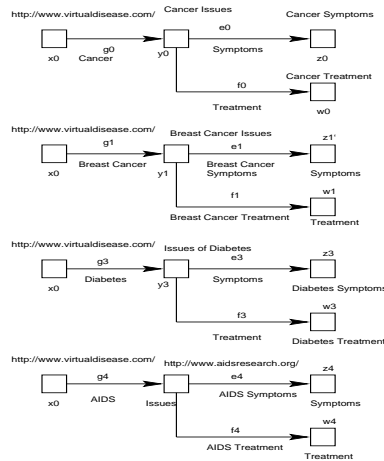 http://www.virtualdisease.com/ Cancer Issues Cancer Symptoms
g0 e0
x0 Cancer y0 Symptoms z0
f0 Cancer Treatment
Treatment w0
http://www.virtualdisease.com/ Breast Cancer Issues z1'
g1 e1
x0 Breast Cancer y1 Breast Cancer Symptoms Symptoms
f1 w1
Breast Cancer Treatment Treatment
http://www.virtualdisease.com/ Issues of Diabetes z3
g3 e3
x0 Diabetes y3 Symptoms Diabetes Symptoms
f3 w3
Treatment Diabetes Treatment
http://www.virtualdisease.com/ http://www.aidsresearch.org/ z4
g4 e4
x0 AIDS Issues AIDS Symptoms Symptoms
f4 w4
AIDS Treatment Treatment